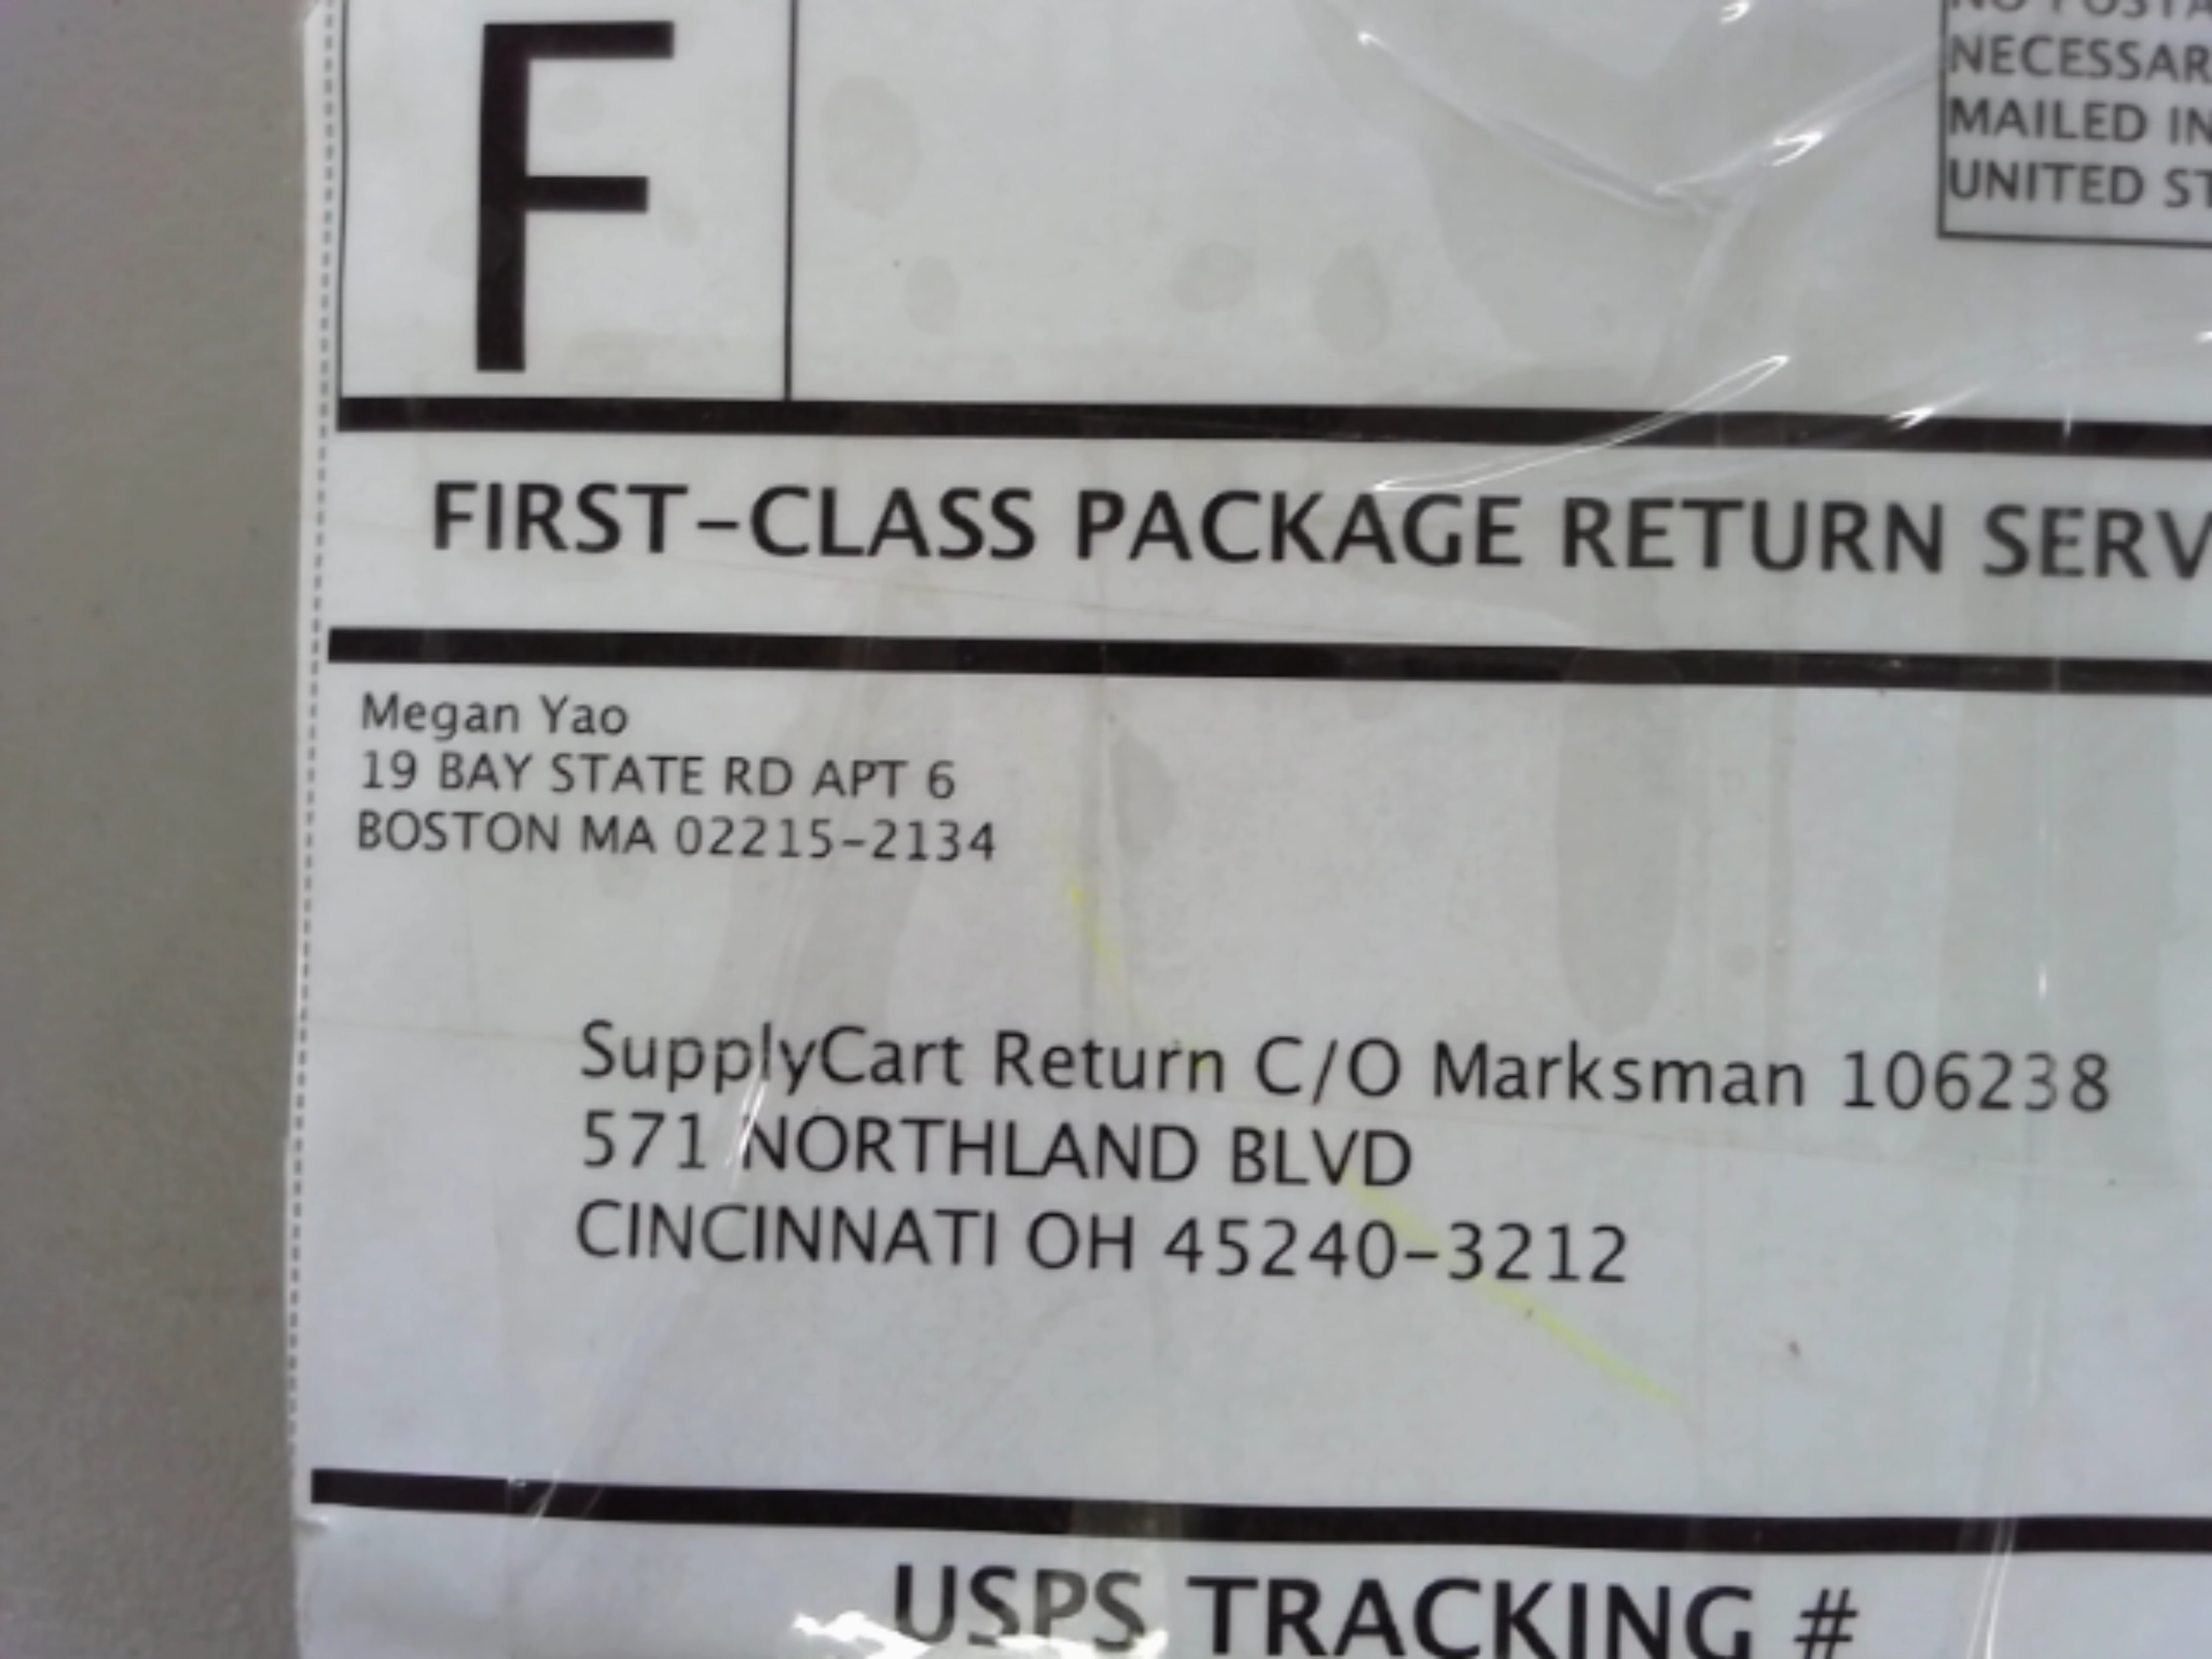 F
NECESSAR
MAILED IN
UNITED ST
FIRST-CLASS PACKAGE RETURN SERV
Megan Yao
19 BAY STATE RD APT 6
BOSTON MA 02215-2134
SupplyCart Return C/O Marksman 106238
571 NORTHLAND BLVD
CINCINNATI OH 45240-3212
USPS TRACKING #